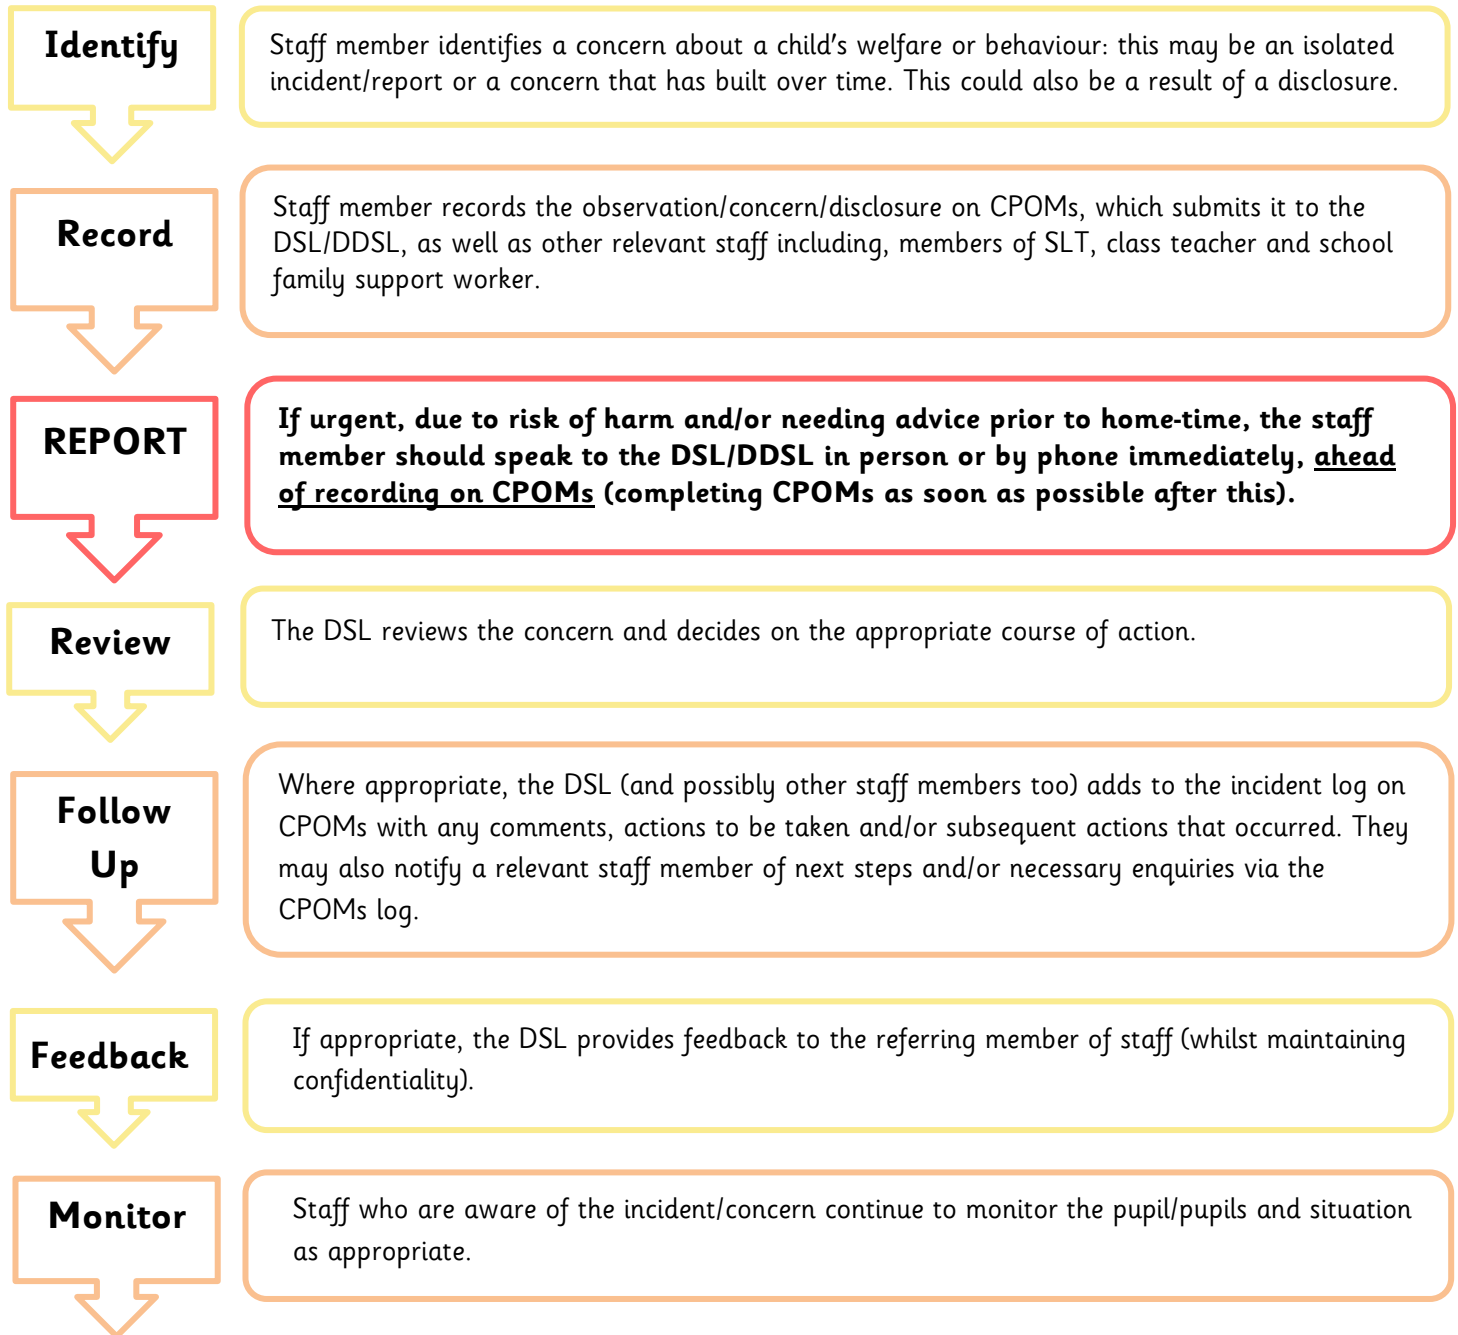 Identify
Staff member identifies a concern about a child's welfare or behaviour: this may be an isolated
incident/report or a concern that has built over time. This could also be a result of a disclosure.
Record
Staff member records the observation/concern/disclosure on CPOMs, which submits it to the
DSL/DDSL, as well as other relevant staff including, members of SLT, class teacher and school
family support worker.
REPORT
If urgent, due to risk of harm and/or needing advice prior to home-time, the staff
member should speak to the DSL/DDSL in person or by phone immediately, ahead
of recording on CPOMs (completing CPOMs as soon as possible after this).
Review
The DSL reviews the concern and decides on the appropriate course of action.
Follow
Up
Where appropriate, the DSL (and possibly other staff members too) adds to the incident log on
CPOMs with any comments, actions to be taken and/or subsequent actions that occurred. They
may also notify a relevant staff member of next steps and/or necessary enquiries via the
CPOMs log.
Feedback
If appropriate, the DSL provides feedback to the referring member of staff (whilst maintaining
confidentiality).
Monitor
Staff who are aware of the incident/concern continue to monitor the pupil/pupils and situation
as appropriate.